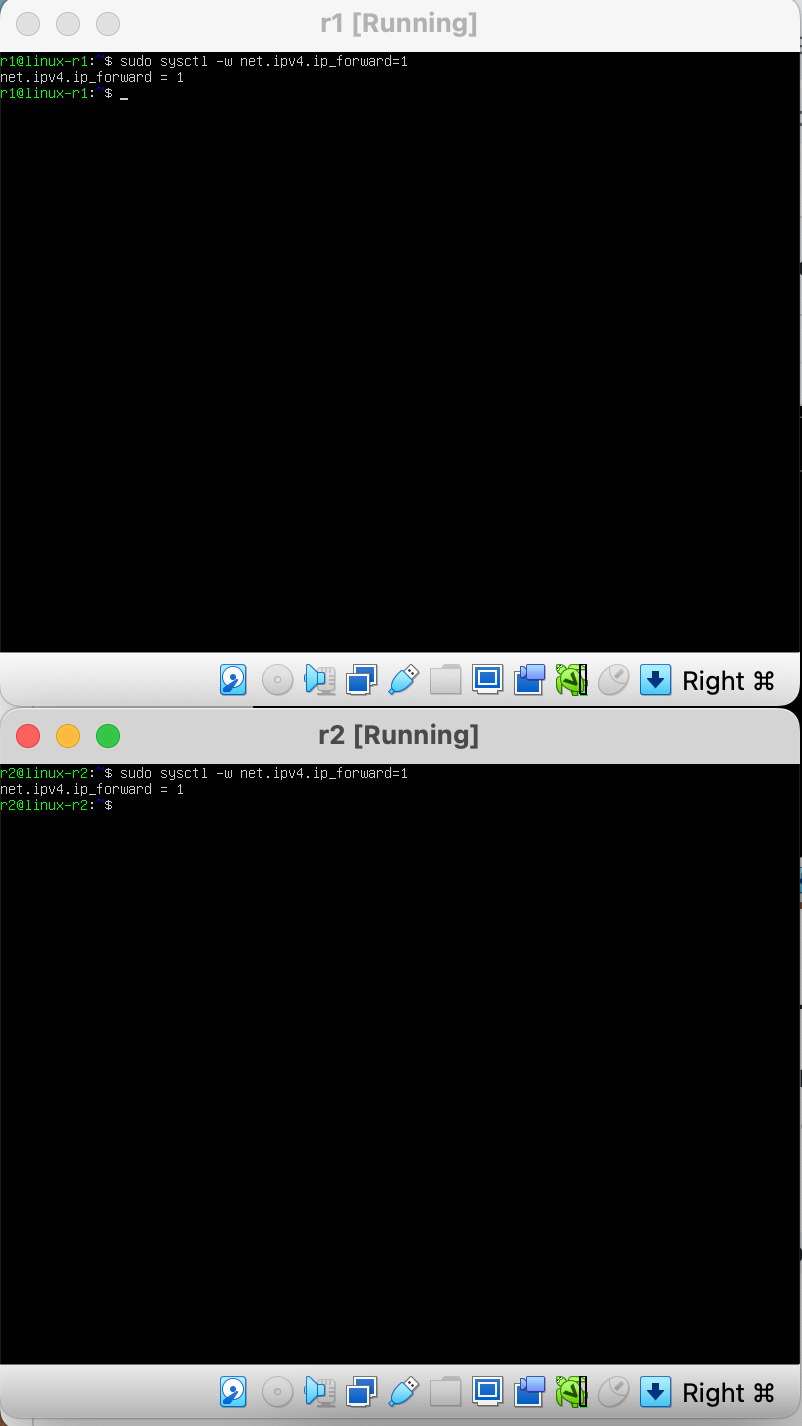 r1 [Running]
r1@linux-r1:~$ sudo sysctl -w net.ipv4.ip_forward=1
net.ipv4.ip_forward = 1
r1@linux-r1:~$ _
Right ⌘
r2 [Running]
r2@linux-r2:~$ sudo sysctl -w net.ipv4.ip_forward=1
net.ipv4.ip_forward = 1
r2@linux-r2:~$
Right ⌘